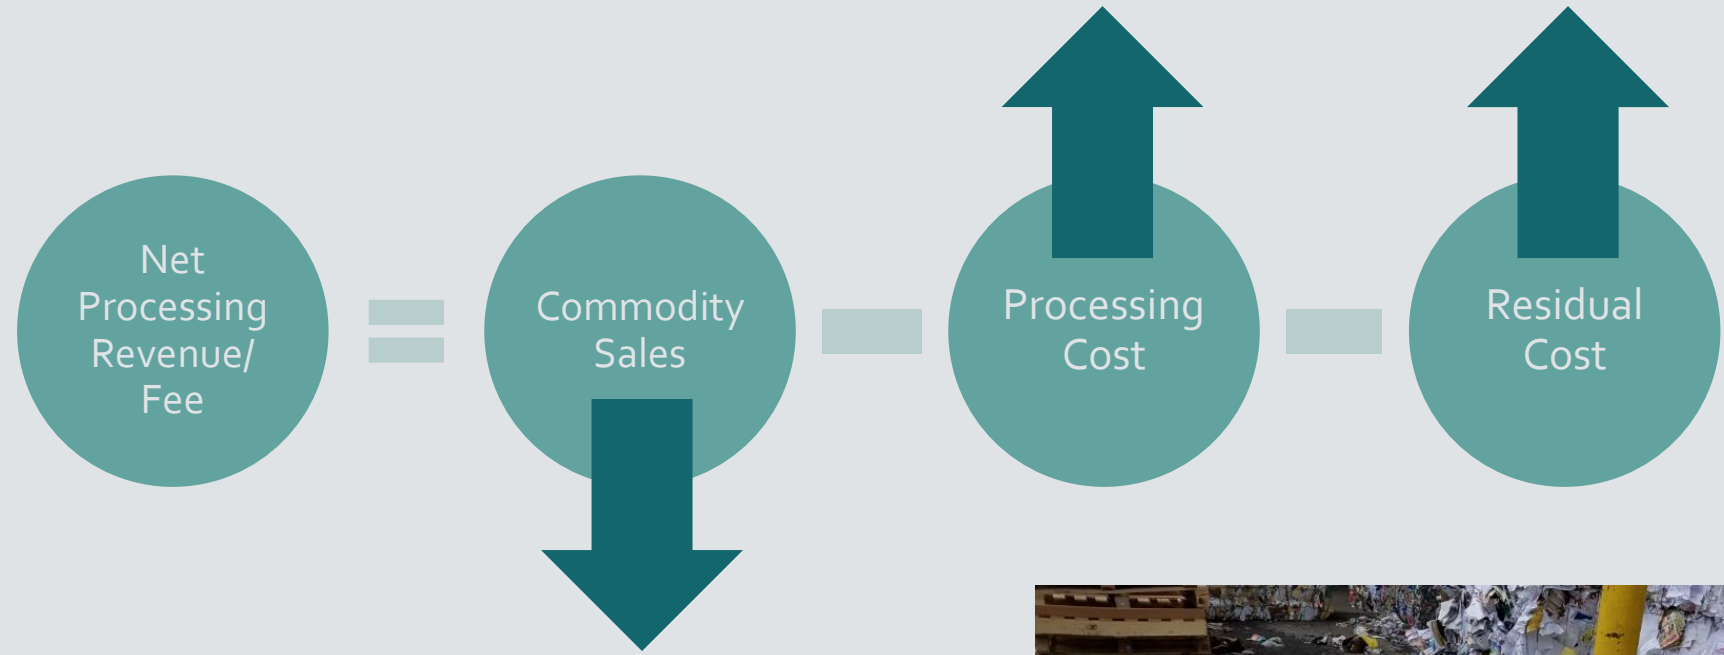 Net
Processing
Revenue/
Fee
Commodity
Sales
Processing
Cost
Residual
Cost